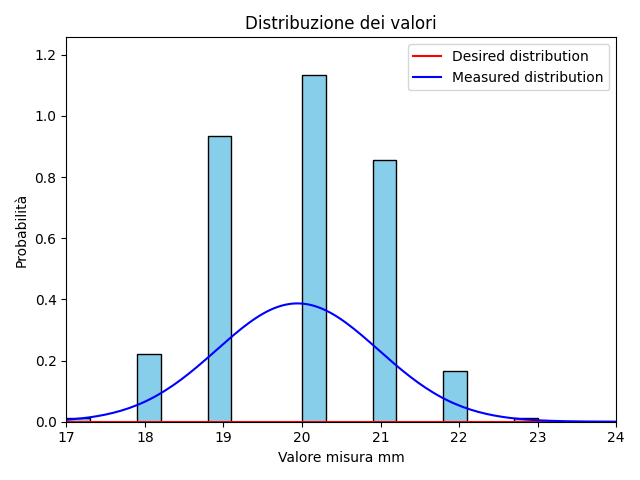 Distribuzione dei valori
Desired distribution
Measured distribution
Probabilità
1.2
1.0
0.8
0.6
0.4
0.2
0.0
17 18 19 20 21 22 23 24
Valore misura mm